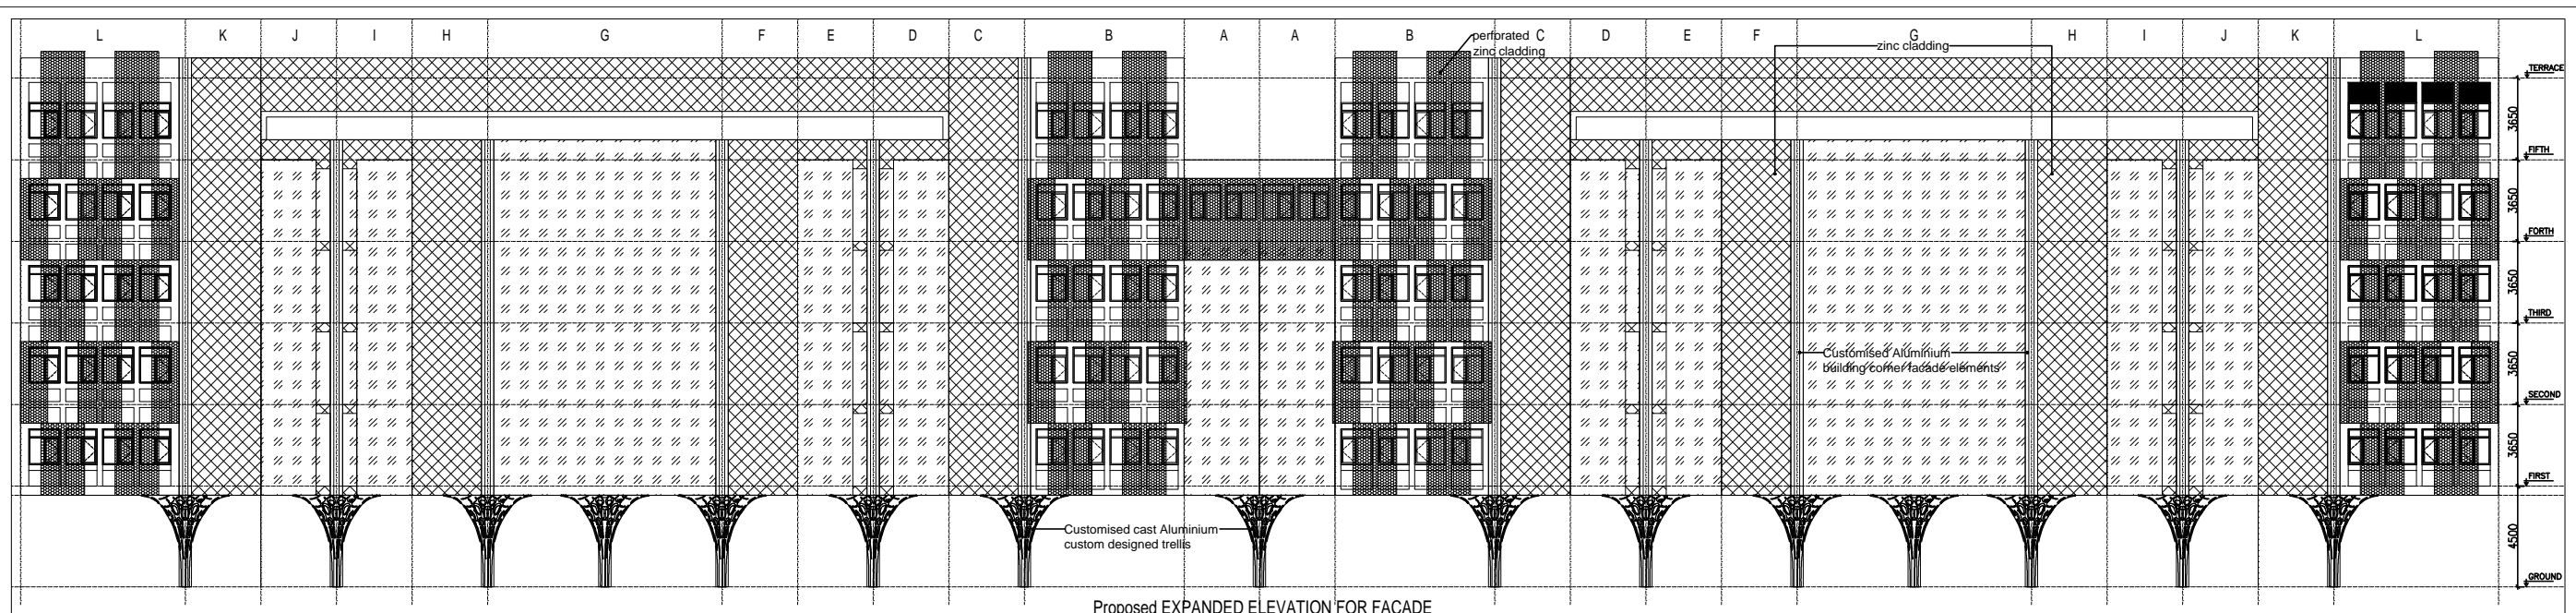 L K J I H G F E D C B A A B C D E F G H I J K L
perforated
zinc cladding
zinc cladding
TERRACE
3650
FIFTH
3650
FORTH
3650
THIRD
3650
Customised Aluminium
building corner facade elements
SECOND
3650
FIRST
Customised cast Aluminium
custom designed trellis
4500
GROUND
Proposed EXPANDED ELEVATION FOR FACADE